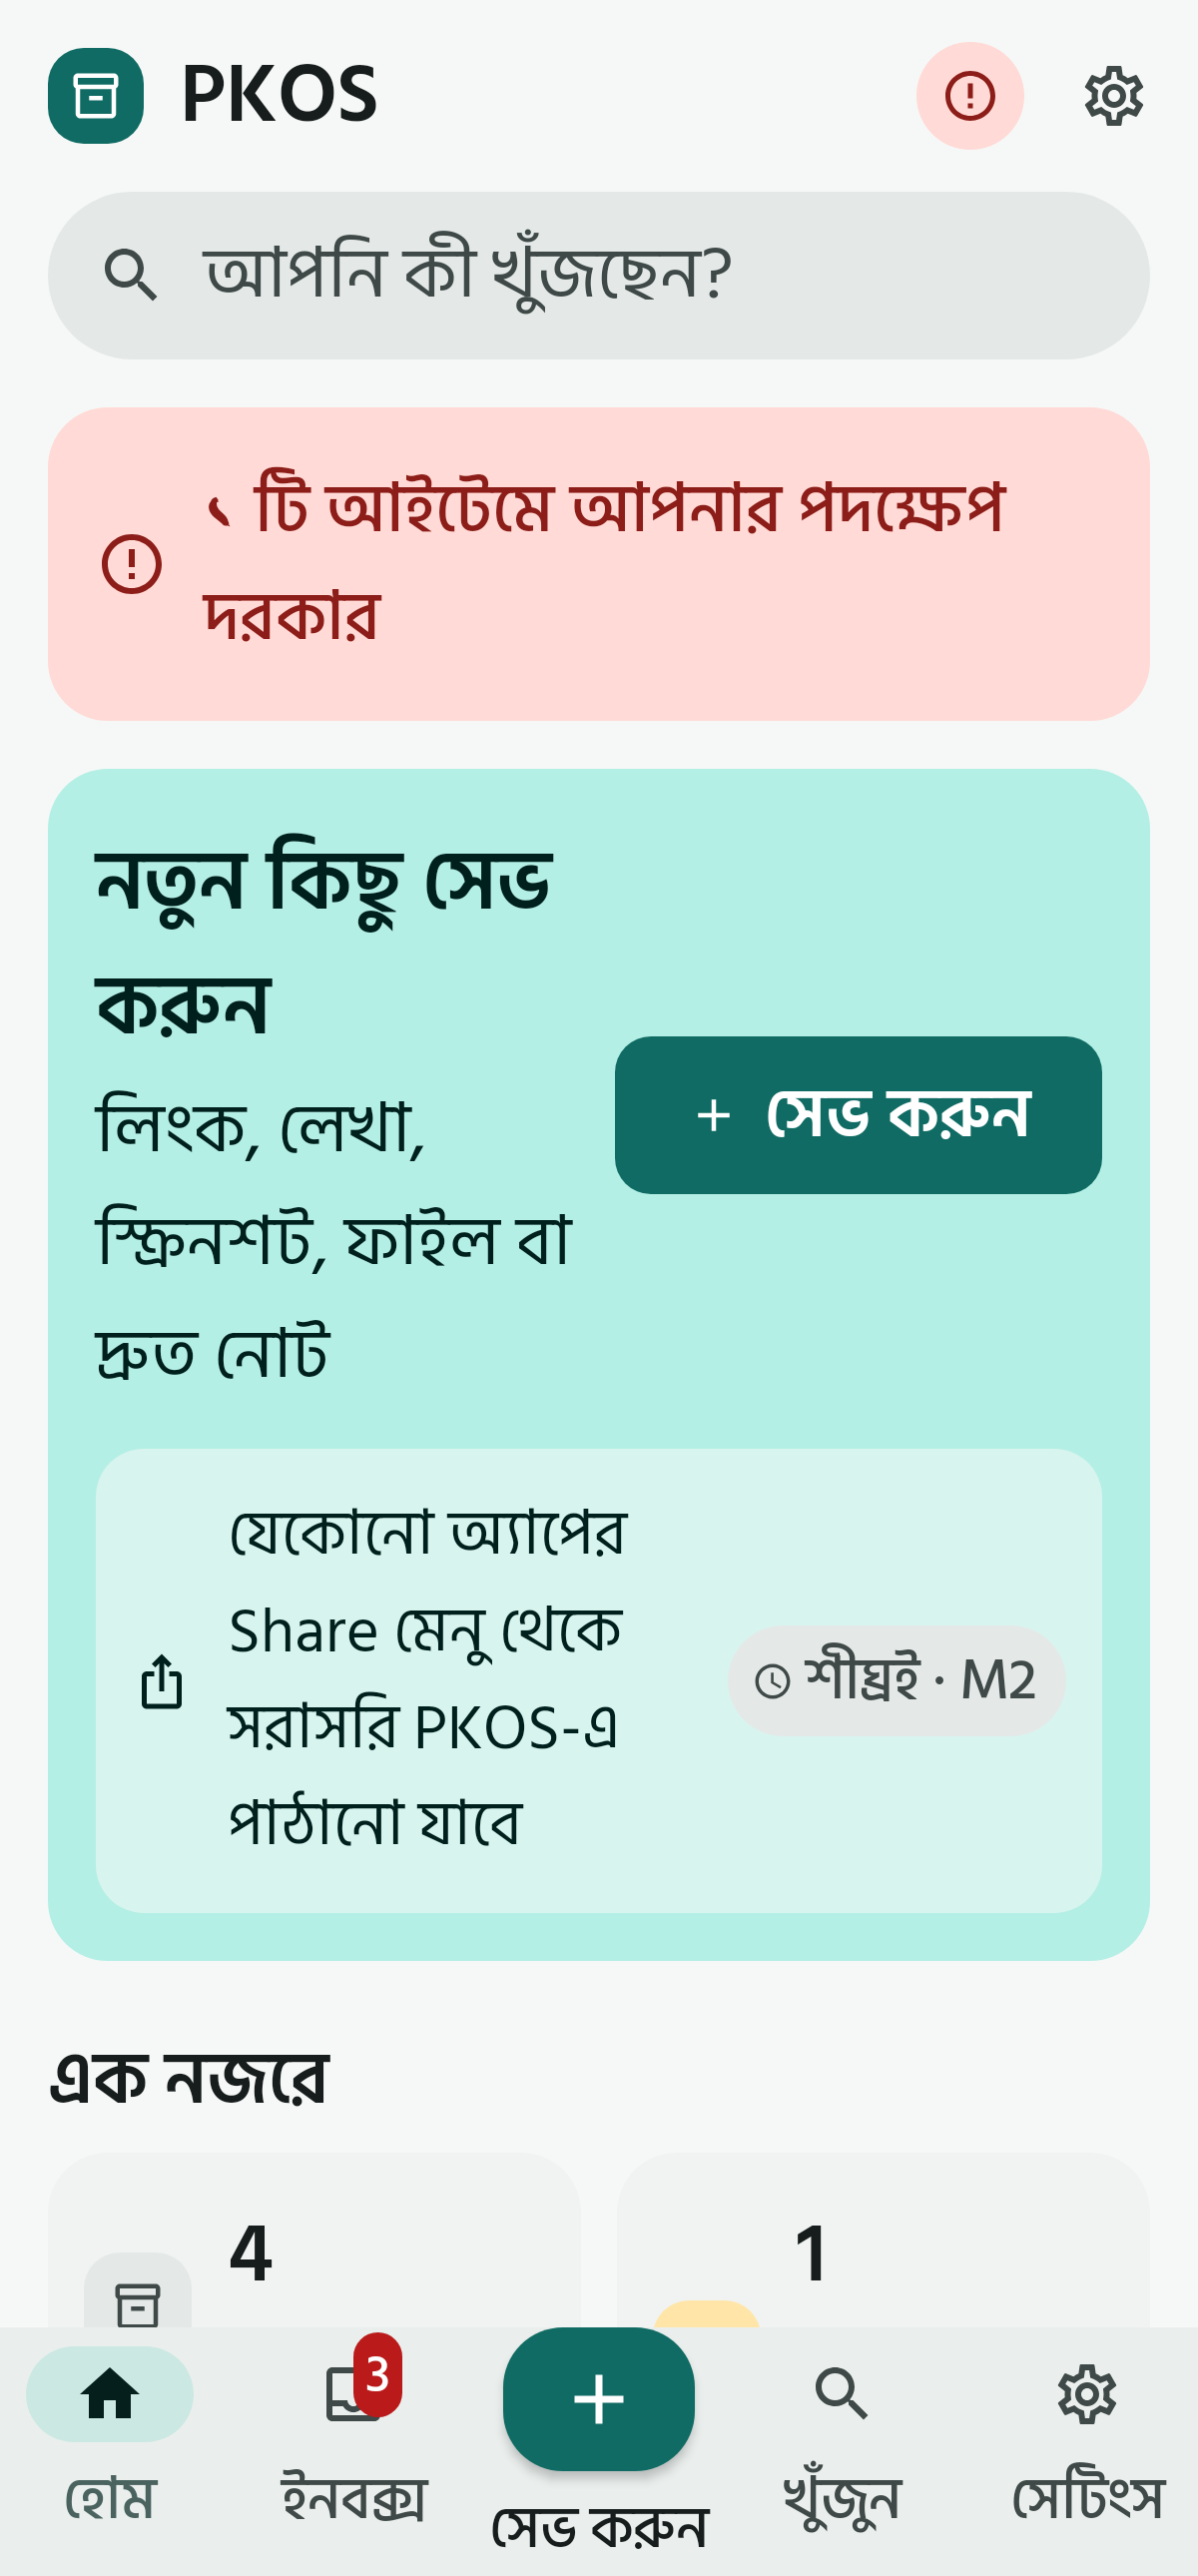 PKOS
আপনি কী খুঁজছেন?
১ টি আইটেমে আপনার পদক্ষেপ
দরকার
নতুন কিছু সেভ
করুন
লিংক, লেখা,
স্ক্রিনশট, ফাইল বা
দ্রুত নোট
+ সেভ করুন
যেকোনো অ্যাপের
Share মেনু থেকে
সরাসরি PKOS-এ
পাঠানো যাবে
শীঘ্রই · M2
এক নজরে
4
1
3
হোম
ইনবক্স
সেভ করুন
খুঁজুন
সেটিংস